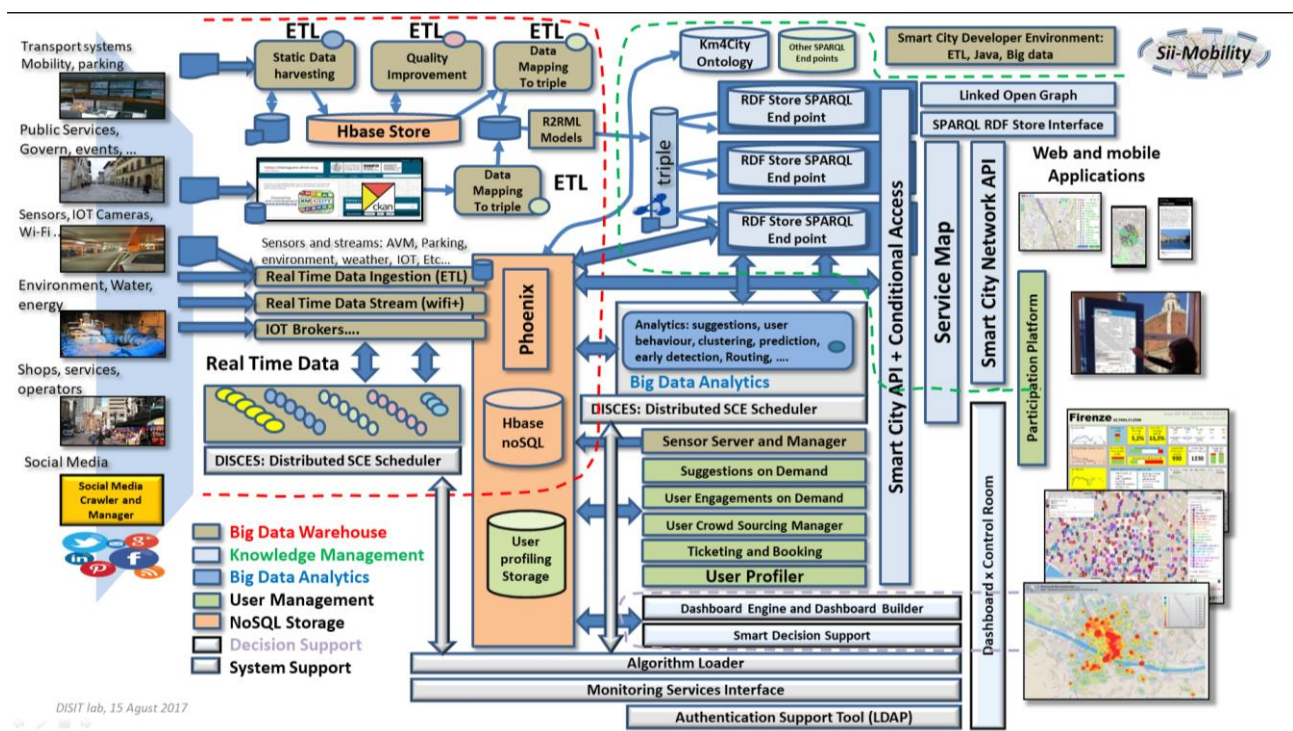 Transport systems
Mobility, parking
Public Services,
Govern, events, ...
Sensors, IOT Cameras,
Wi-Fi ..
Environment, Water,
energy
Shops, services,
operators
Social Media
Social Media
Crawler and
Manager
ETL
Static Data
harvesting
ETL
Quality
Improvement
ETL
Data
Mapping
To triple
Hbase Store
R2RML
Models
ckan
Data
Mapping
To triple
ETL
Sensors and streams: AVM, Parking,
environment, weather, IOT, Etc...
Real Time Data Ingestion (ETL)
Real Time Data Stream (wifi+)
IOT Brokers....
Real Time Data
DISCES: Distributed SCE Scheduler
Phoenix
Hbase
noSQL
User
profiling
Storage
Big Data Warehouse
Knowledge Management
Big Data Analytics
User Management
NoSQL Storage
Decision Support
System Support
Km4City
Ontology
Other SPARQL
End points
Smart City Developer Environment:
ETL, Java, Big data
Sii-Mobility
triple
RDF Store SPARQL
End point
RDF Store SPARQL
End point
RDF Store SPARQL
End point
Linked Open Graph
SPARQL RDF Store Interface
Smart City API + Conditional Access
Service Map
Smart City Network API
Web and mobile
Applications
Participation Platform
Analytics: suggestions, user
behaviour, clustering, prediction,
early detection, Routing, ....
Big Data Analytics
DISCES: Distributed SCE Scheduler
Sensor Server and Manager
Suggestions on Demand
User Engagements on Demand
User Crowd Sourcing Manager
Ticketing and Booking
User Profiler
Dashboard Engine and Dashboard Builder
Smart Decision Support
Dashboard x Control Room
Firenze
Algorithm Loader
Monitoring Services Interface
Authentication Support Tool (LDAP)
DISIT lab, 15 Agust 2017